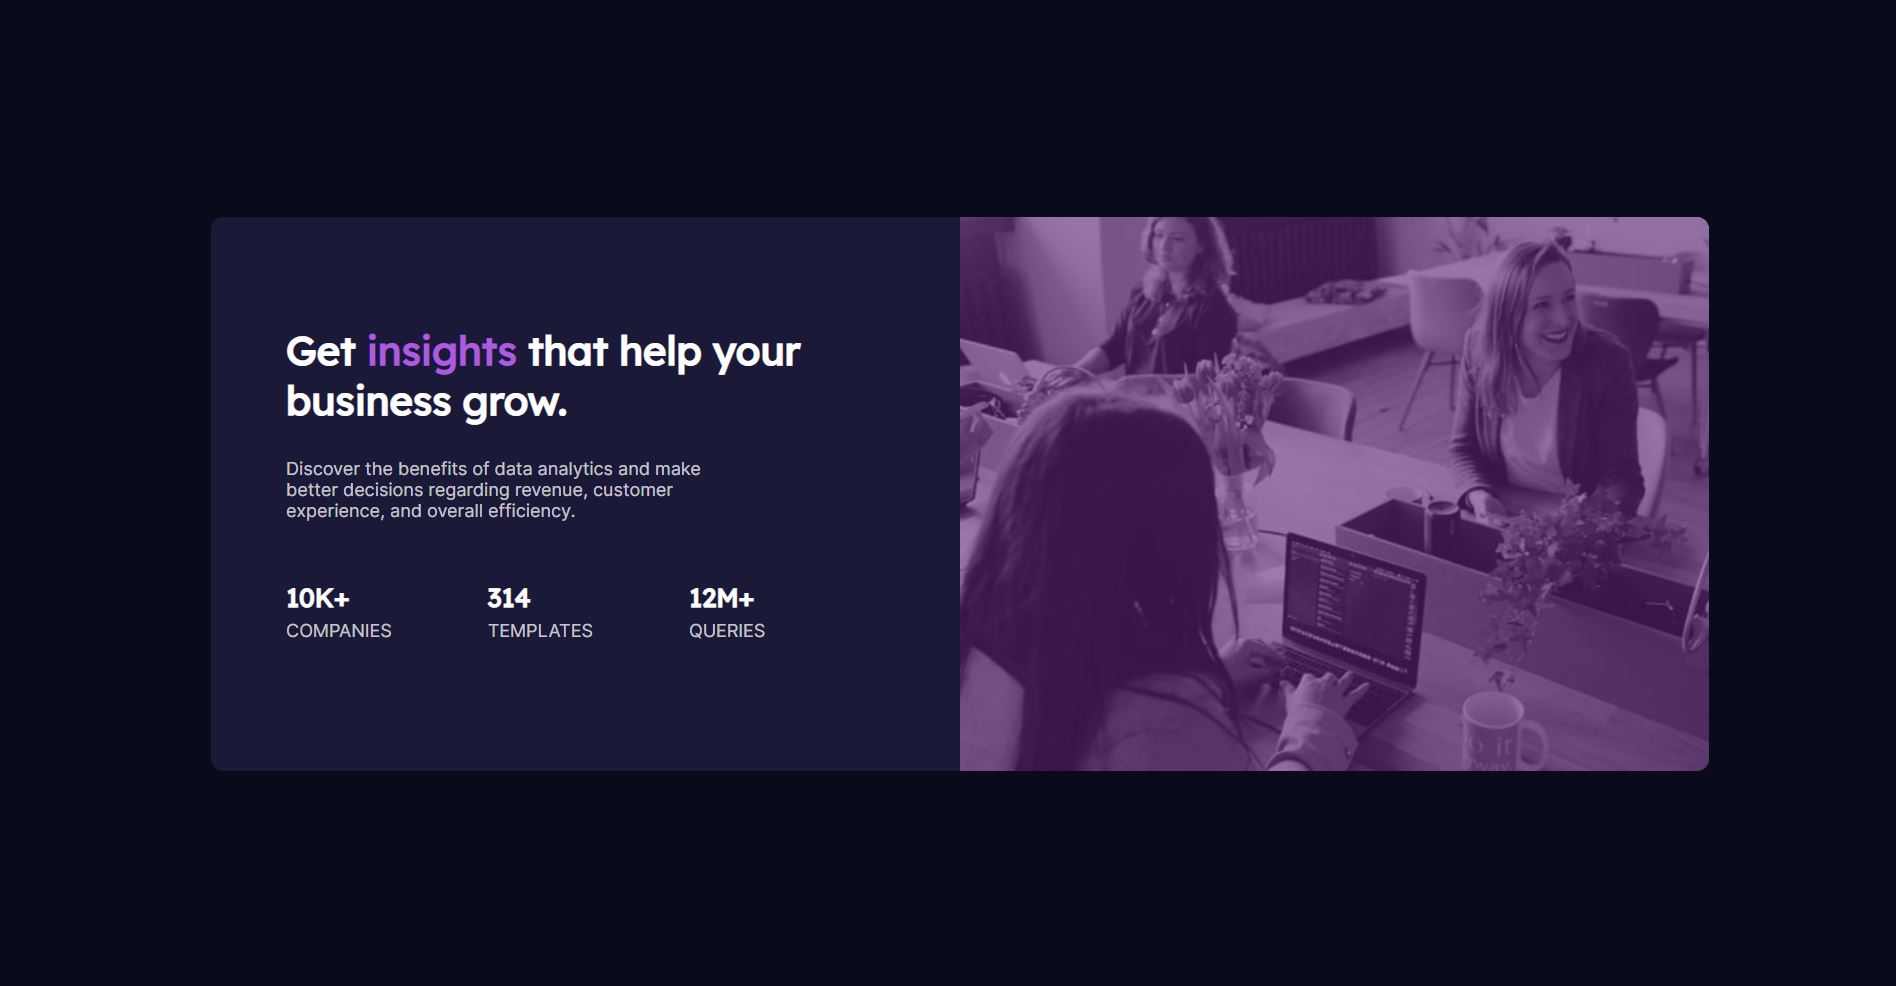 Get insights that help your
business grow.
Discover the benefits of data analytics and make
better decisions regarding revenue, customer
experience, and overall efficiency.
10K+ 314 12M+
COMPANIES TEMPLATES QUERIES